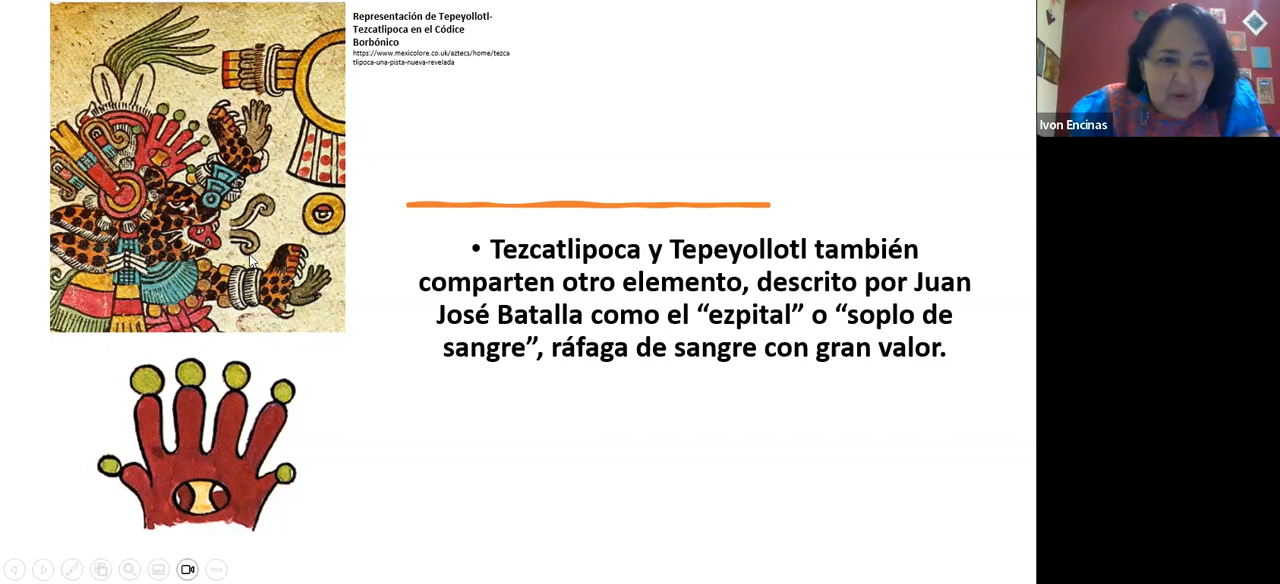 Representación de Tepeyollotl-
Tezcatlipoca en el Códice
Borbónico
https://www.mexicolore.co.uk/aztecs/home/tezca
tlipoca-una-pista-nueva-revelada
Ivon Encinas
• Tezcatlipoca y Tepeyollotl también
comparten otro elemento, descrito por Juan
José Batalla como el “ezpital” o “soplo de
sangre”, ráfaga de sangre con gran valor.